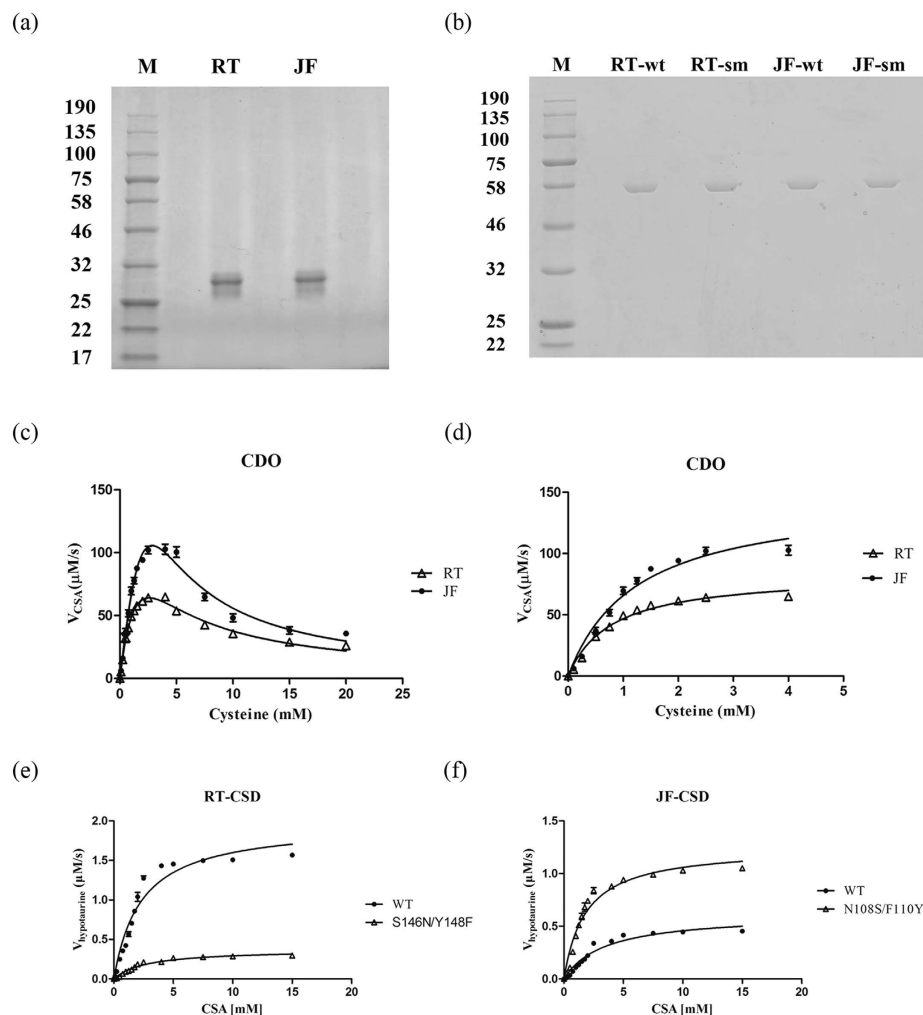 (a)
M RT JF
190
135
100
75
58
46
32
25
22
17
(b)
M RT-wt RT-sm JF-wt JF-sm
190
135
100
75
58
46
32
25
22
(c)
CDO
150
100
50
0
0 5 10 15 20 25
V_CSA(μM/s)
Cysteine (mM)
RT
JF
(d)
CDO
150
100
50
0
0 1 2 3 4 5
V_CSA(μM/s)
Cysteine (mM)
RT
JF
(e)
RT-CSD
2.0
1.5
1.0
0.5
0.0
0 5 10 15 20
V_hypotaurine (μM/s)
CSA [mM]
WT
S146N/Y148F
(f)
JF-CSD
1.5
1.0
0.5
0.0
0 5 10 15 20
V_hypotaurine (μM/s)
CSA [mM]
WT
N108S/F110Y